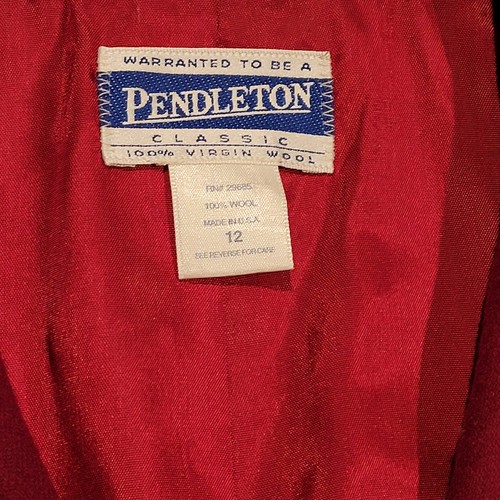 WARRANTED TO BE A
PENDLETON
CLASSIC
100% VIRGIN WOOL
RN# 29685
100% WOOL
MADE IN U.S.A
12
SEE REVERSE FOR CARE